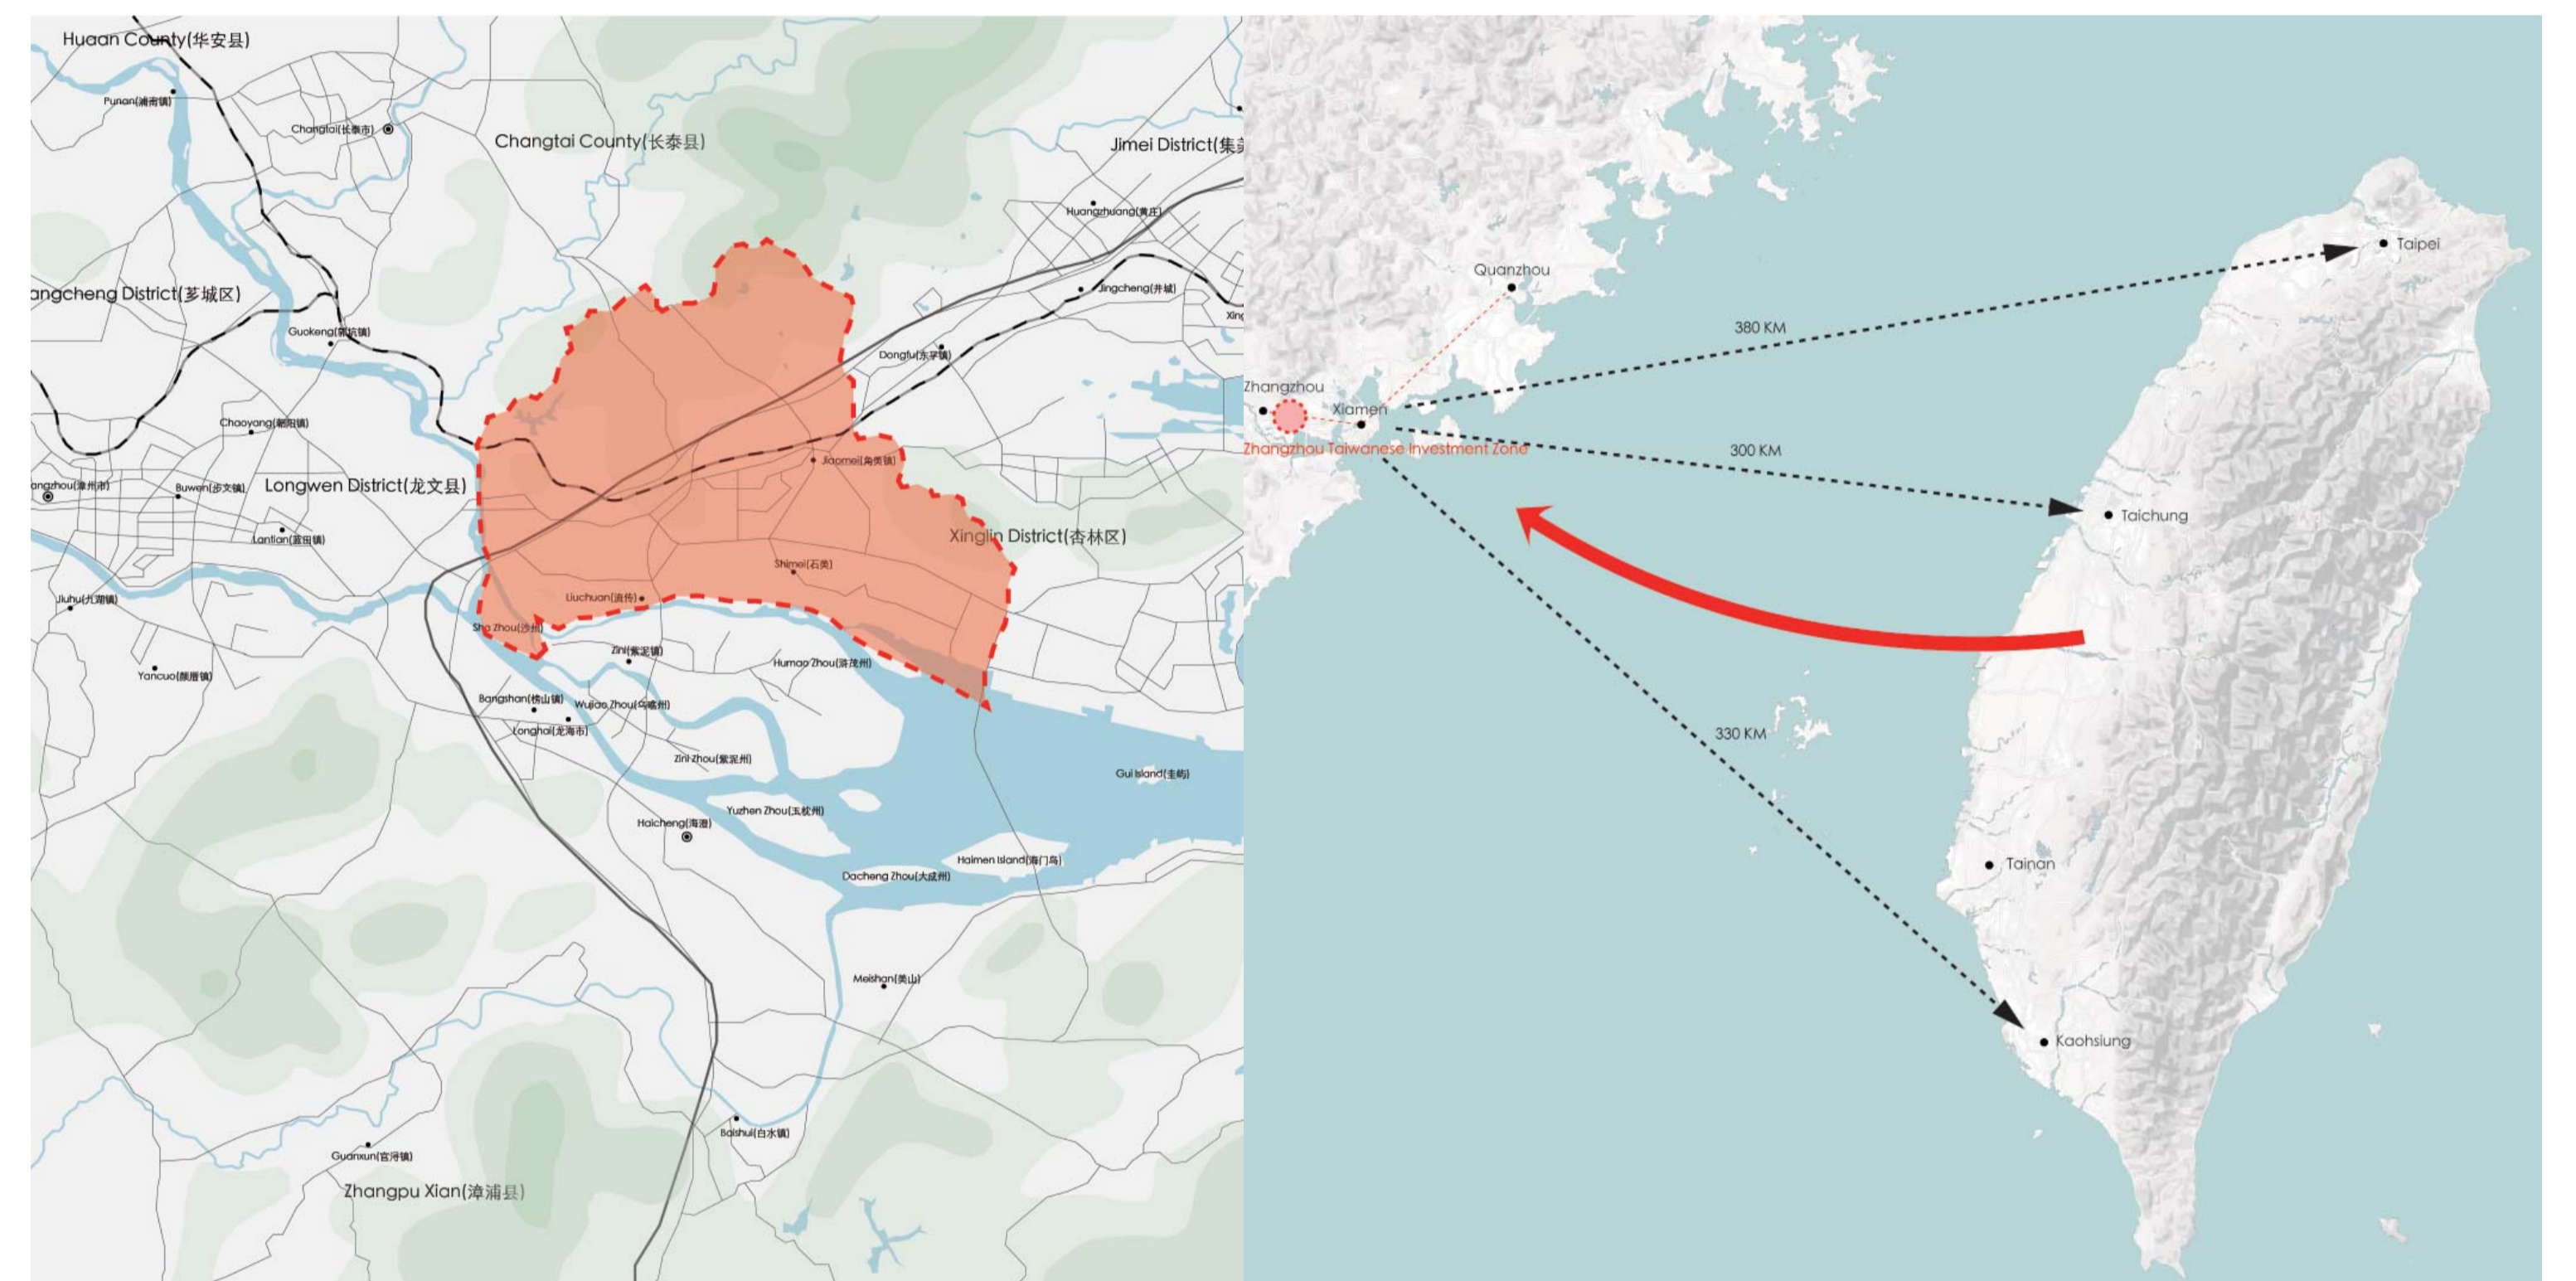 Huaan County(华安县)
Punan(浦南镇)
Changtai(长泰市)
Changtai County(长泰县)
Jimei District(集美
Huangzhuang(黄庄)
angcheng District(芗城区)
Jingcheng(井城)
Xing
Guokeng(郭坑镇)
Dongfu(东孚镇)
Chaoyang(朝阳镇)
Jiaomei(角美镇)
angzhou(漳州市)
Buwen(步文镇)
Longwen District(龙文县)
Lantian(蓝田镇)
Xinglin District(杏林区)
Shimei(石美)
Jiuhu(九湖镇)
Liuchuan(流传)
Sha Zhou(沙州)
Zini(紫泥镇)
Humao Zhou(浒茂州)
Yancuo(颜厝镇)
Bangshan(榜山镇)
Wujiao Zhou(乌礁州)
Longhai(龙海市)
Zini Zhou(紫泥州)
Gui Island(圭屿)
Yuzhen Zhou(玉枕州)
Haicheng(海澄)
Haimen Island(海门岛)
Dacheng Zhou(大成州)
Meishan(美山)
Baishui(白水镇)
Guanxun(官浔镇)
Zhangpu Xian(漳浦县)
Taipei
Quanzhou
380 KM
Zhangzhou
Xiamen
Zhangzhou Taiwanese Investment Zone
300 KM
Taichung
330 KM
Tainan
Kaohsiung